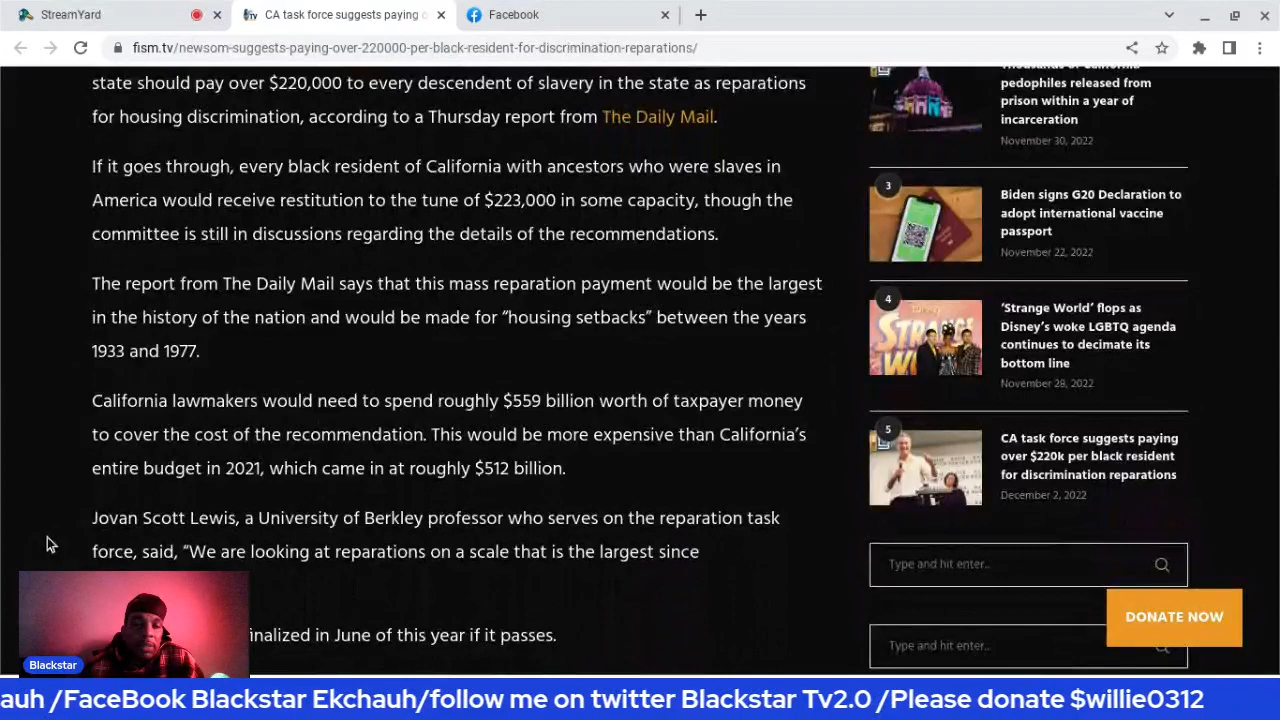 StreamYard
CA task force suggests paying o
Facebook
fism.tv/newsom-suggests-paying-over-220000-per-black-resident-for-discrimination-reparations/
state should pay over $220,000 to every descendent of slavery in the state as reparations
for housing discrimination, according to a Thursday report from The Daily Mail.
If it goes through, every black resident of California with ancestors who were slaves in
America would receive restitution to the tune of $223,000 in some capacity, though the
committee is still in discussions regarding the details of the recommendations.
The report from The Daily Mail says that this mass reparation payment would be the largest
in the history of the nation and would be made for “housing setbacks” between the years
1933 and 1977.
California lawmakers would need to spend roughly $559 billion worth of taxpayer money
to cover the cost of the recommendation. This would be more expensive than California’s
entire budget in 2021, which came in at roughly $512 billion.
Jovan Scott Lewis, a University of Berkley professor who serves on the reparation task
force, said, “We are looking at reparations on a scale that is the largest since
inalized in June of this year if it passes.
Thousands of California
pedophiles released from
prison within a year of
incarceration
November 30, 2022
3
Biden signs G20 Declaration to
adopt international vaccine
passport
November 22, 2022
4
STRANGE
‘Strange World’ flops as
Disney’s woke LGBTQ agenda
continues to decimate its
bottom line
November 28, 2022
5
CA task force suggests paying
over $220k per black resident
for discrimination reparations
December 2, 2022
Type and hit enter..
DONATE NOW
Type and hit enter..
Blackstar
auh /FaceBook Blackstar Ekchauh/follow me on twitter Blackstar Tv2.0 /Please donate $willie0312